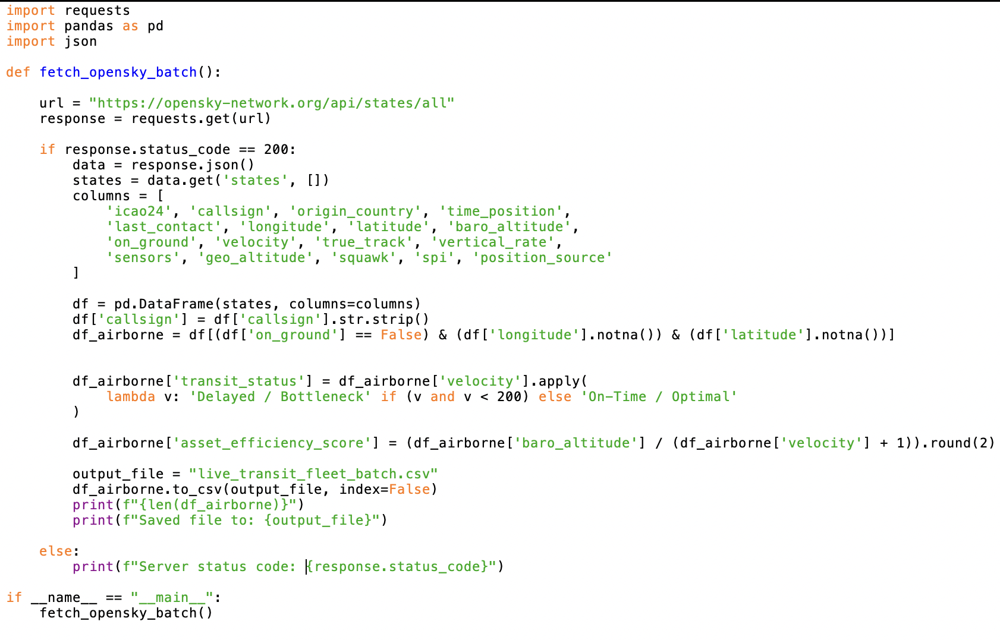 import requests
import pandas as pd
import json
def fetch_opensky_batch():
    url = "https://opensky-network.org/api/states/all"
    response = requests.get(url)
    if response.status_code == 200:
        data = response.json()
        states = data.get('states', [])
        columns = [
            'icao24', 'callsign', 'origin_country', 'time_position',
            'last_contact', 'longitude', 'latitude', 'baro_altitude',
            'on_ground', 'velocity', 'true_track', 'vertical_rate',
            'sensors', 'geo_altitude', 'squawk', 'spi', 'position_source'
        ]
        df = pd.DataFrame(states, columns=columns)
        df['callsign'] = df['callsign'].str.strip()
        df_airborne = df[(df['on_ground'] == False) & (df['longitude'].notna()) & (df['latitude'].notna())]
        df_airborne['transit_status'] = df_airborne['velocity'].apply(
            lambda v: 'Delayed / Bottleneck' if (v and v < 200) else 'On-Time / Optimal'
        )
        df_airborne['asset_efficiency_score'] = (df_airborne['baro_altitude'] / (df_airborne['velocity'] + 1)).round(2)
        output_file = "live_transit_fleet_batch.csv"
        df_airborne.to_csv(output_file, index=False)
        print(f"{len(df_airborne)}")
        print(f"Saved file to: {output_file}")
    else:
        print(f"Server status code: {response.status_code}")
if __name__ == "__main__":
    fetch_opensky_batch()